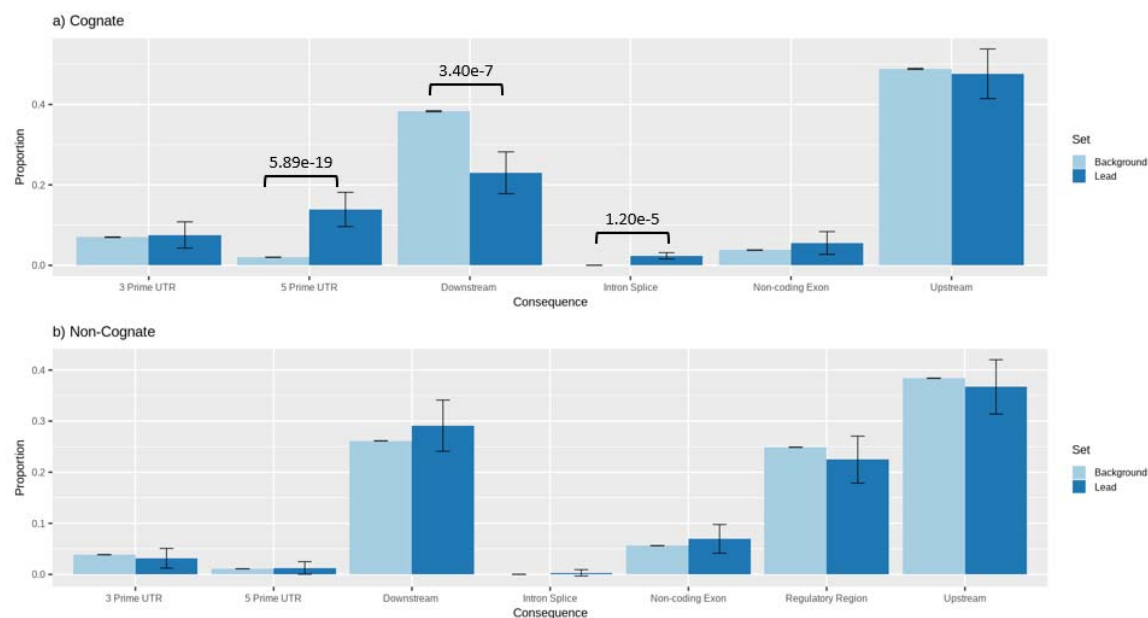 a) Cognate
3.40e-7
5.89e-19
1.20e-5
0.4
0.2
0.0
Proportion
3 Prime UTR 5 Prime UTR Downstream Intron Splice Non-coding Exon Upstream
Consequence
Set
Background
Lead
b) Non-Cognate
0.4
0.3
0.2
0.1
0.0
Proportion
3 Prime UTR 5 Prime UTR Downstream Intron Splice Non-coding Exon Regulatory Region Upstream
Consequence
Set
Background
Lead